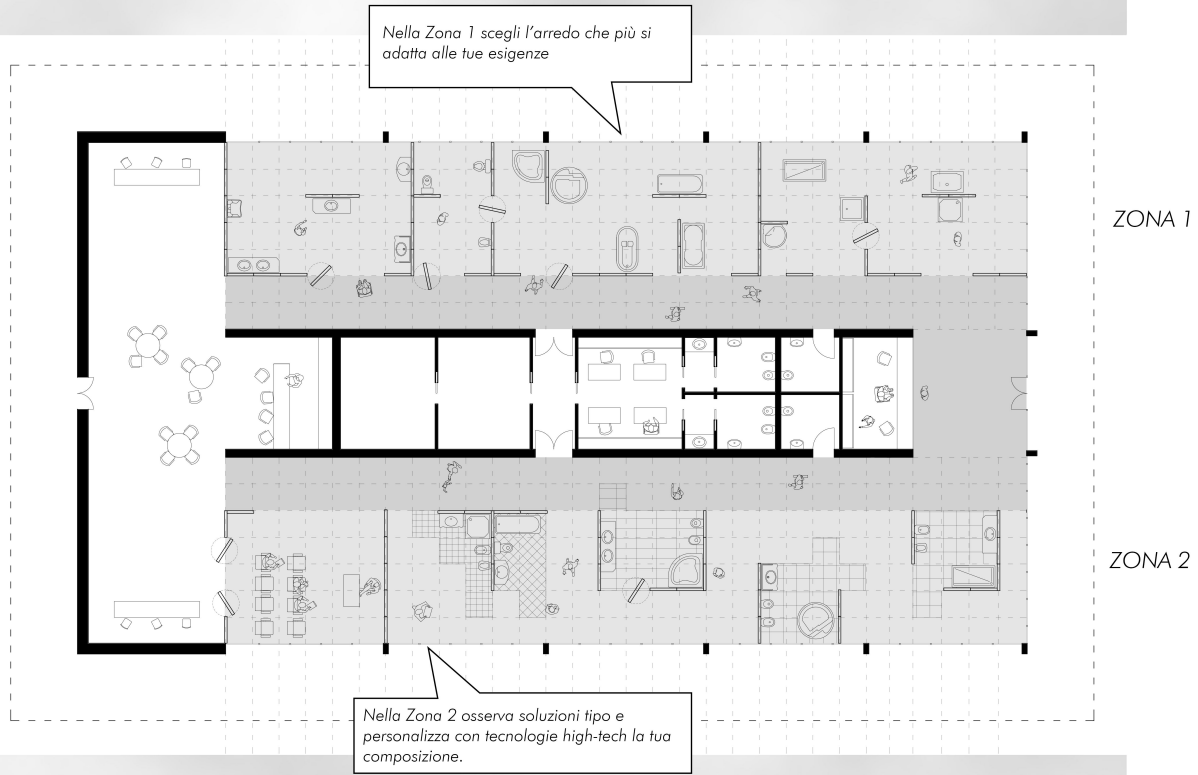 Nella Zona 1 scegli l'arredo che più si
adatta alle tue esigenze
ZONA 1
ZONA 2
Nella Zona 2 osserva soluzioni tipo e
personalizza con tecnologie high-tech la tua
composizione.